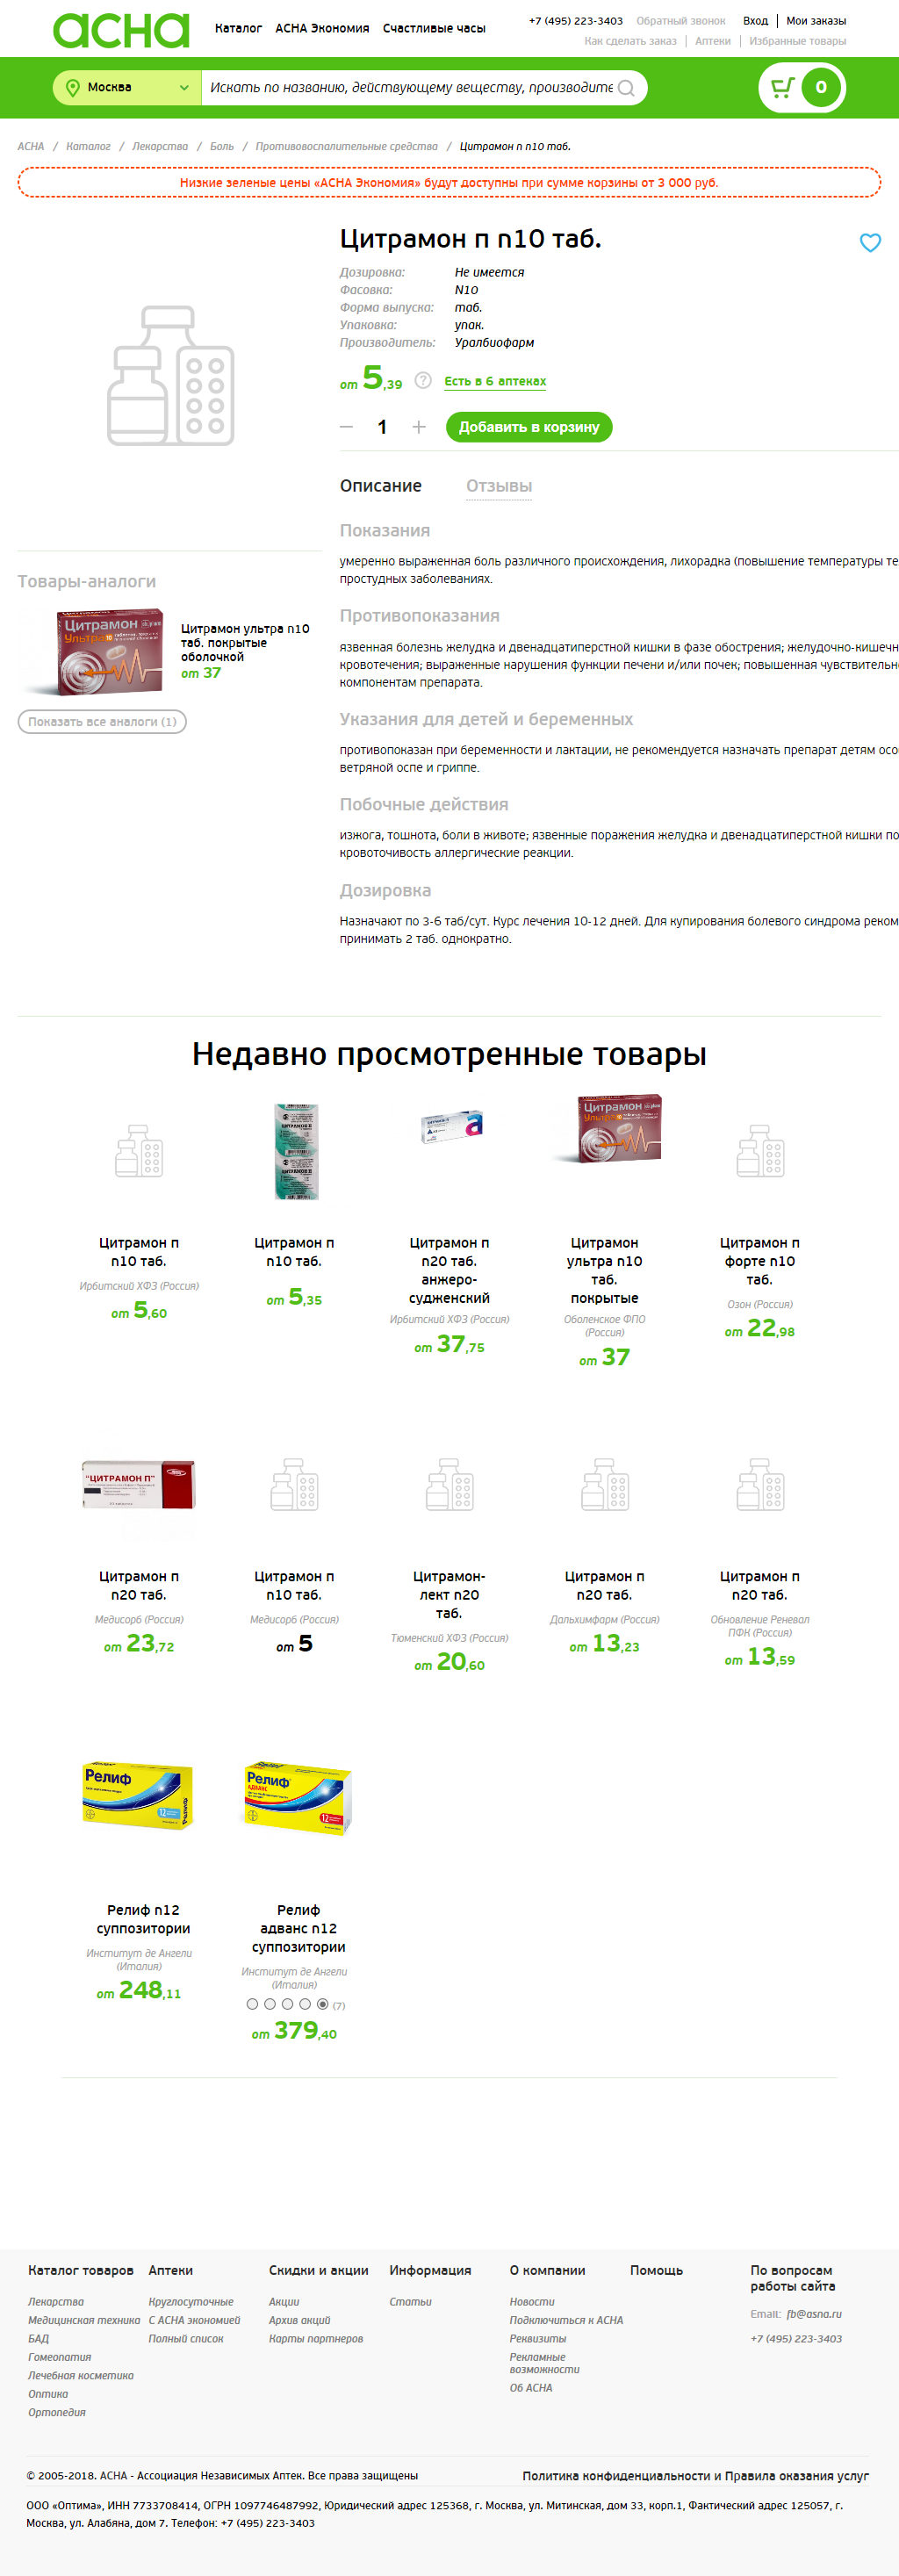 асна
Каталог АСНА Экономия Счастливые часы
+7 (495) 223-3403 Обратный звонок Вход Мои заказы
Как сделать заказ Аптеки Избранные товары
Москва
Искать по названию, действующему веществу, производите
0
АСНА / Каталог / Лекарства / Боль / Противовоспалительные средства / Цитрамон п n10 таб.
Низкие зеленые цены «АСНА Экономия» будут доступны при сумме корзины от 3 000 руб.
Цитрамон п n10 таб.
Дозировка: Не имеется
Фасовка: N10
Форма выпуска: таб.
Упаковка: упак.
Производитель: Уралбиофарм
от 5,39 ? Есть в 6 аптеках
1 Добавить в корзину
Описание Отзывы
Показания
умеренно выраженная боль различного происхождения, лихорадка (повышение температуры те
простудных заболеваниях.
Противопоказания
язвенная болезнь желудка и двенадцатиперстной кишки в фазе обострения; желудочно-кишечн
кровотечения; выраженные нарушения функции печени и/или почек; повышенная чувствительн
компонентам препарата.
Указания для детей и беременных
противопоказан при беременности и лактации, не рекомендуется назначать препарат детям осо
ветряной оспе и гриппе.
Побочные действия
изжога, тошнота, боли в животе; язвенные поражения желудка и двенадцатиперстной кишки по
кровоточивость аллергические реакции.
Дозировка
Назначают по 3-6 таб/сут. Курс лечения 10-12 дней. Для купирования болевого синдрома реком
принимать 2 таб. однократно.
Товары-аналоги
Цитрамон
Ультра 10
Цитрамон ультра n10
таб. покрытые
оболочкой
от 37
Показать все аналоги (1)
Недавно просмотренные товары
Цитрамон
Ультра
Цитрамон п
n10 таб.
Ирбитский ХФЗ (Россия)
от 5,60
Цитрамон п
n10 таб.
от 5,35
Цитрамон п
n20 таб.
анжеро-
судженский
Ирбитский ХФЗ (Россия)
от 37,75
Цитрамон
ультра n10
таб.
покрытые
Оболенское ФПО
(Россия)
от 37
Цитрамон п
форте n10
таб.
Озон (Россия)
от 22,98
"ЦИТРАМОН П"
Цитрамон п
n20 таб.
Медисорб (Россия)
от 23,72
Цитрамон п
n10 таб.
Медисорб (Россия)
от 5
Цитрамон-
лект n20
таб.
Тюменский ХФЗ (Россия)
от 20,60
Цитрамон п
n20 таб.
Дальхимфарм (Россия)
от 13,23
Цитрамон п
n20 таб.
Обновление Реневал
ПФК (Россия)
от 13,59
Релиф
12
Релиф
АДВАНС
12
Релиф n12
суппозитории
Институт де Ангели
(Италия)
от 248,11
Релиф
адванс n12
суппозитории
Институт де Ангели
(Италия)
(7)
от 379,40
Каталог товаров
Лекарства
Медицинская техника
БАД
Гомеопатия
Лечебная косметика
Оптика
Ортопедия
Аптеки
Круглосуточные
С АСНА экономией
Полный список
Скидки и акции
Акции
Архив акций
Карты партнеров
Информация
Статьи
О компании
Новости
Подключиться к АСНА
Реквизиты
Рекламные
возможности
Об АСНА
Помощь
По вопросам
работы сайта
Email: fb@asna.ru
+7 (495) 223-3403
© 2005-2018. АСНА - Ассоциация Независимых Аптек. Все права защищены
Политика конфиденциальности и Правила оказания услуг
ООО «Оптима», ИНН 7733708414, ОГРН 1097746487992, Юридический адрес 125368, г. Москва, ул. Митинская, дом 33, корп.1, Фактический адрес 125057, г.
Москва, ул. Алабяна, дом 7. Телефон: +7 (495) 223-3403